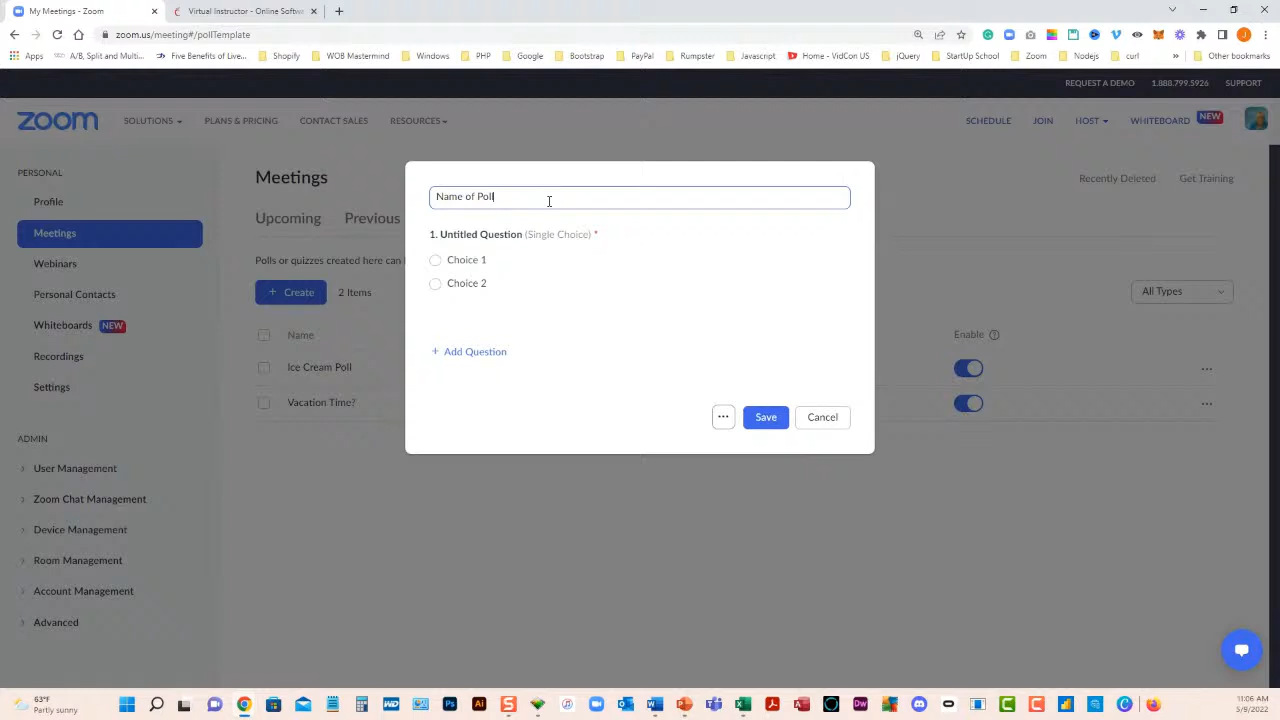 My Meetings - Zoom
Virtual Instructor - Online Softwa
zoom.us/meeting#/pollTemplate
Apps
A/B, Split and Multi...
Five Benefits of Live...
Shopify
WOB Mastermind
Windows
PHP
Google
Bootstrap
PayPal
Rumpster
Javascript
Home - VidCon US
jQuery
StartUp School
Zoom
Nodejs
curl
»
Other bookmarks
REQUEST A DEMO
1.888.799.5926
SUPPORT
zoom
SOLUTIONS
PLANS & PRICING
CONTACT SALES
RESOURCES
SCHEDULE
JOIN
HOST
WHITEBOARD
NEW
PERSONAL
Profile
Meetings
Webinars
Personal Contacts
Whiteboards NEW
Recordings
Settings
ADMIN
User Management
Zoom Chat Management
Device Management
Room Management
Account Management
Advanced
Meetings
Recently Deleted
Get Training
Upcoming
Previous
Polls or quizzes created here can
+ Create
2 Items
All Types
Name
Enable
Ice Cream Poll
Vacation Time?
Name of Poll
1. Untitled Question (Single Choice) *
Choice 1
Choice 2
+ Add Question
Save
Cancel
63°F
Partly sunny
11:06 AM
5/9/2022